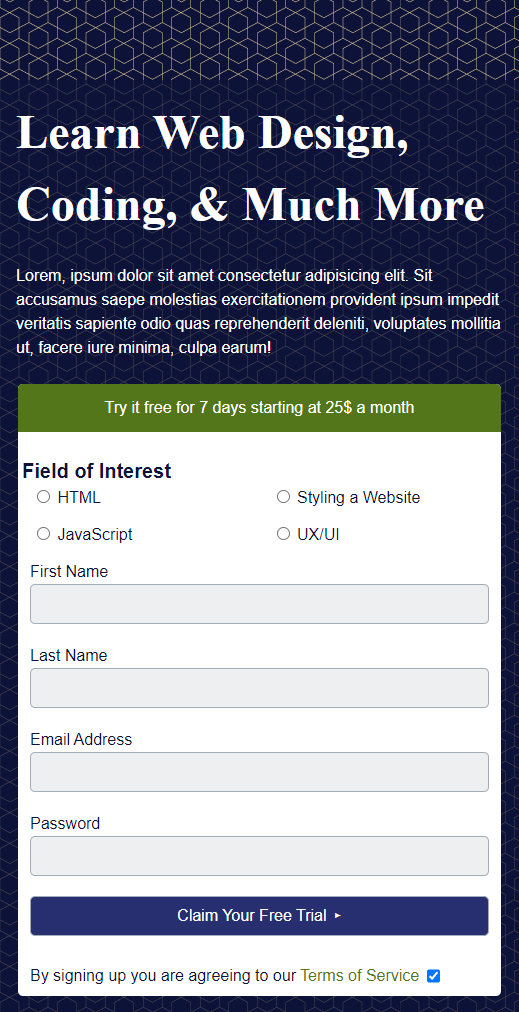 Learn Web Design,
Coding, & Much More
Lorem, ipsum dolor sit amet consectetur adipisicing elit. Sit
accusamus saepe molestias exercitationem provident ipsum impedit
veritatis sapiente odio quas reprehenderit deleniti, voluptates mollitia
ut, facere iure minima, culpa earum!
Try it free for 7 days starting at 25$ a month
Field of Interest
HTML
Styling a Website
JavaScript
UX/UI
First Name
Last Name
Email Address
Password
Claim Your Free Trial ‣
By signing up you are agreeing to our Terms of Service